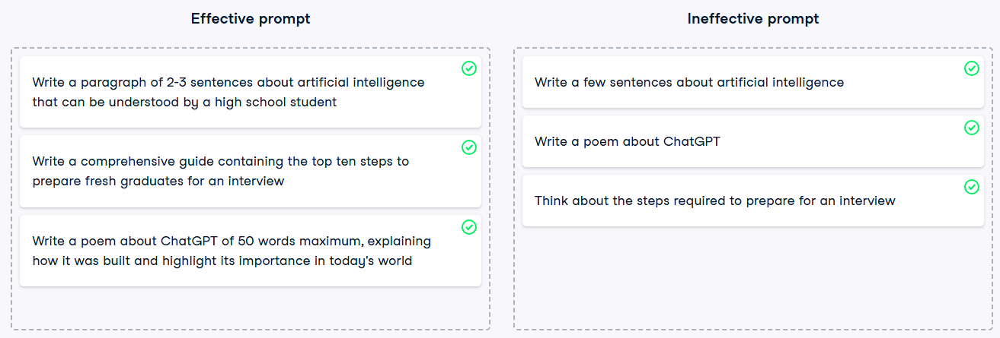 Effective prompt
Write a paragraph of 2-3 sentences about artificial intelligence
that can be understood by a high school student
Write a comprehensive guide containing the top ten steps to
prepare fresh graduates for an interview
Write a poem about ChatGPT of 50 words maximum, explaining
how it was built and highlight its importance in today's world
Ineffective prompt
Write a few sentences about artificial intelligence
Write a poem about ChatGPT
Think about the steps required to prepare for an interview